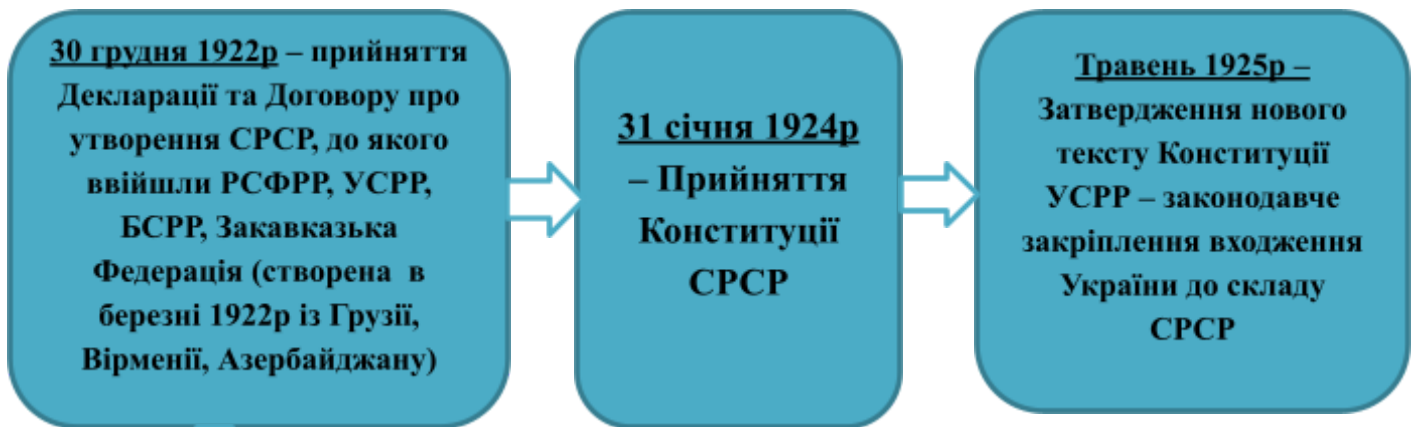 30 грудня 1922р – прийняття
Декларації та Договору про
утворення СРСР, до якого
ввійшли РСФРР, УСРР,
БСРР, Закавказька
Федерація (створена в
березні 1922р із Грузії,
Вірменії, Азербайджану)
31 січня 1924р
– Прийняття
Конституції
СРСР
Травень 1925р –
Затвердження нового
тексту Конституції
УСРР – законодавче
закріплення входження
України до складу
СРСР